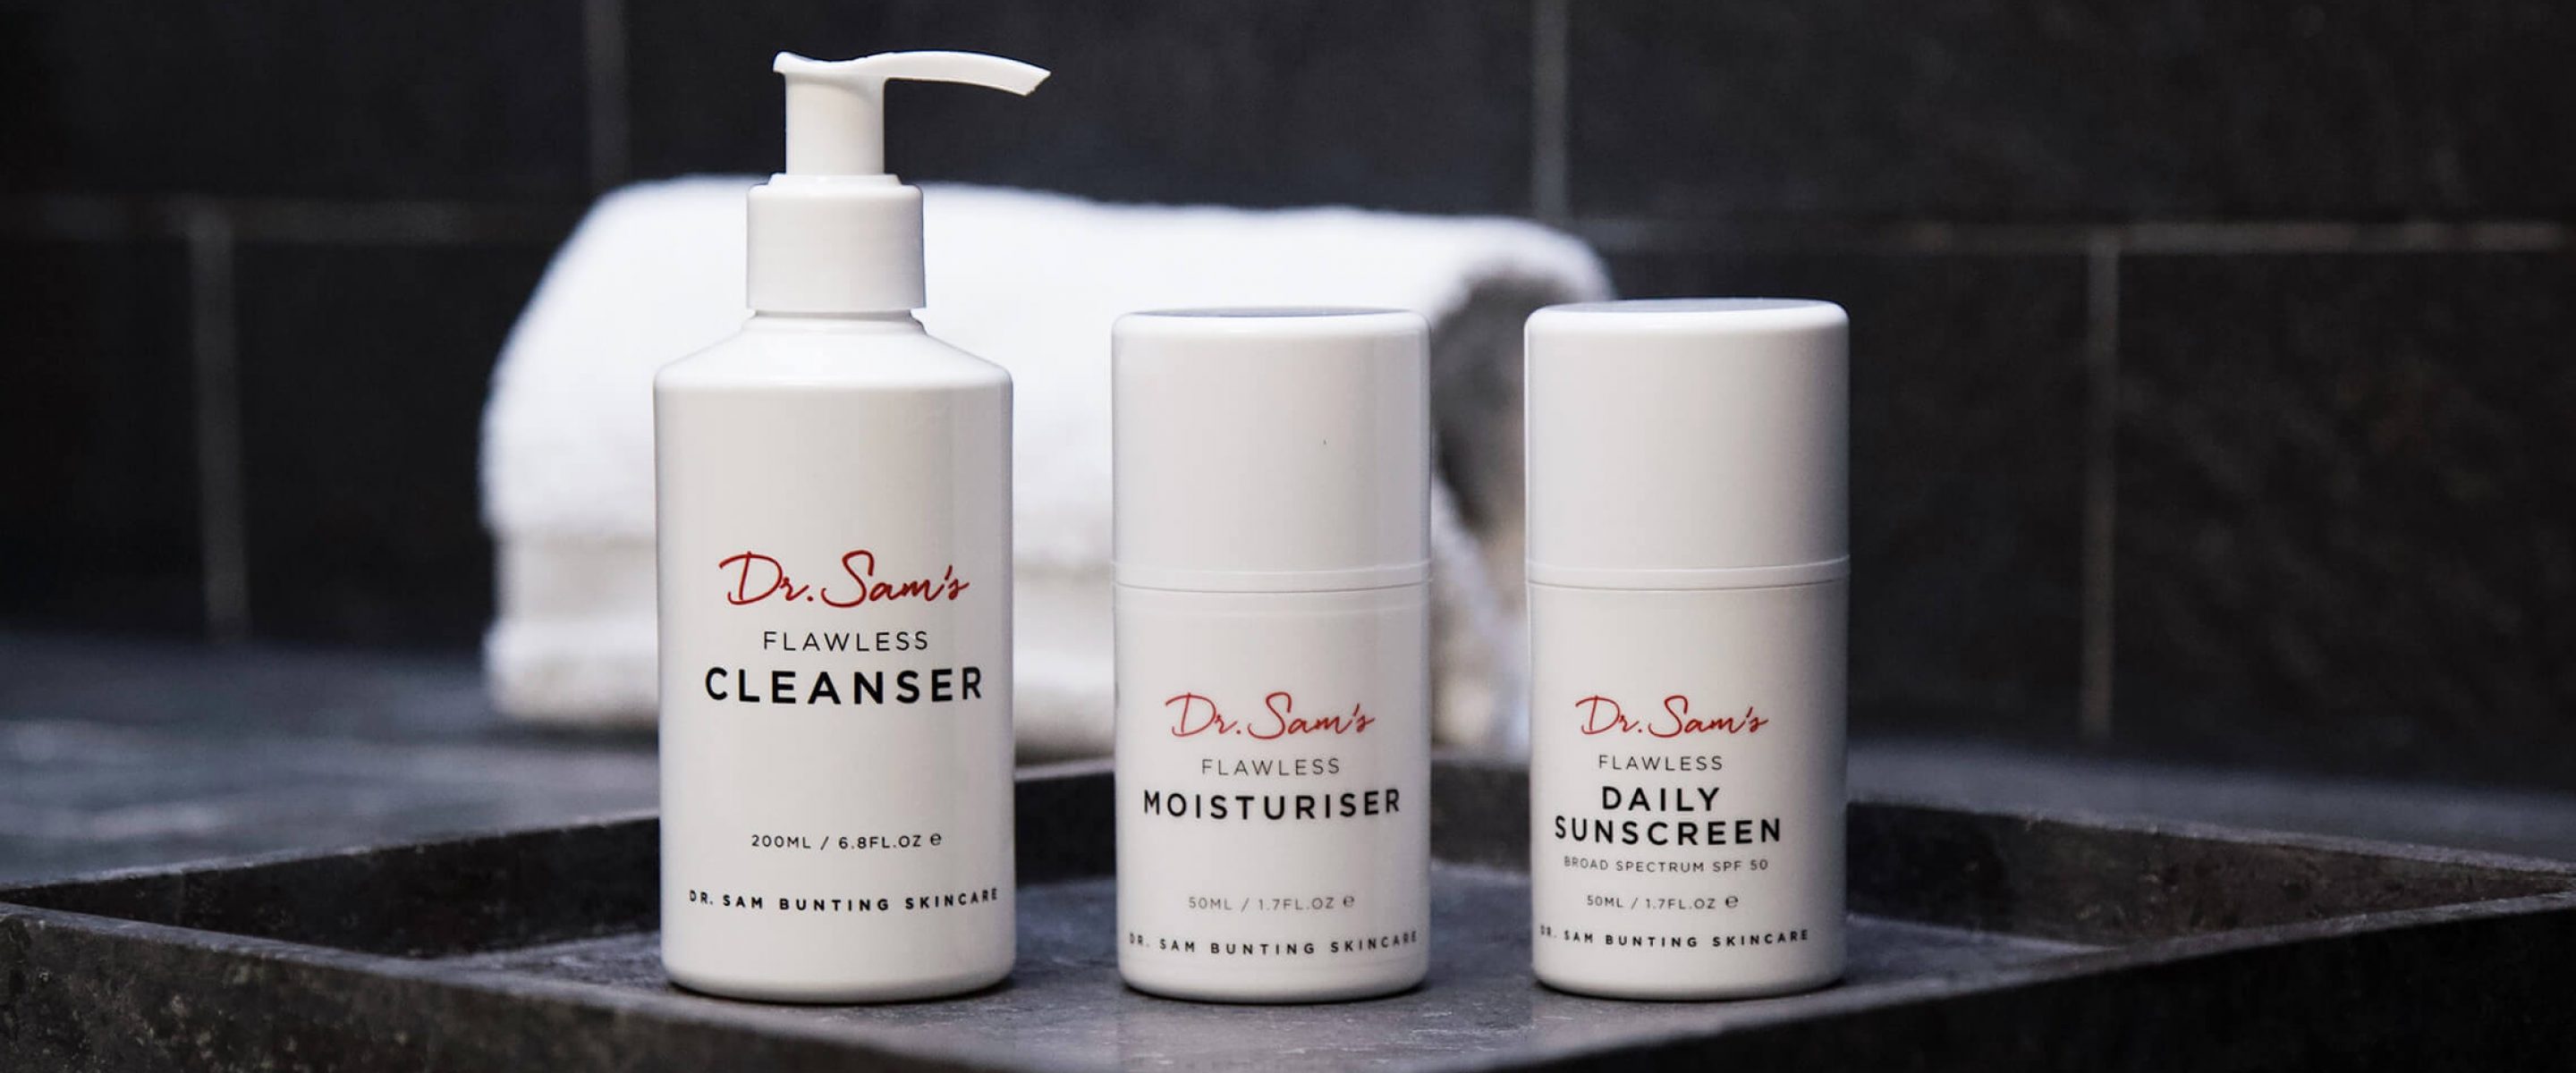 Dr. Sam's
FLAWLESS
CLEANSER
200ML / 6.8FL.OZ e
DR. SAM BUNTING SKINCARE
Dr. Sam's
FLAWLESS
MOISTURISER
50ML / 1.7FL.OZ e
DR. SAM BUNTING SKINCARE
Dr. Sam's
FLAWLESS
DAILY
SUNSCREEN
BROAD SPECTRUM SPF 50
50ML / 1.7FL.OZ e
DR. SAM BUNTING SKINCARE